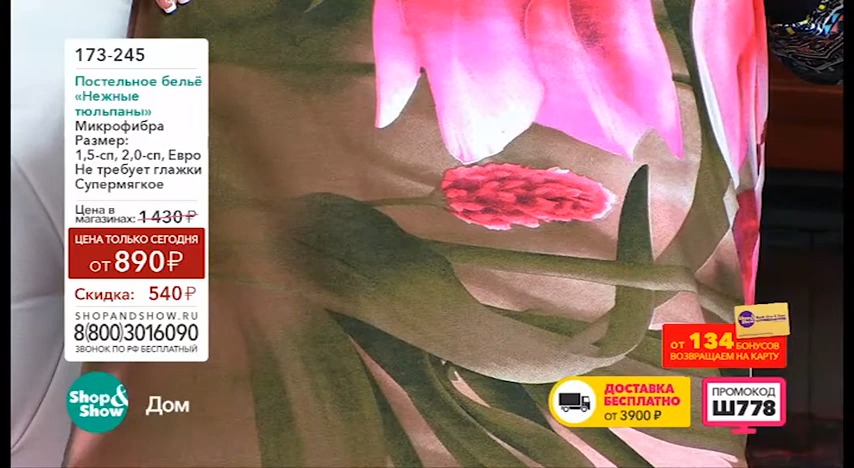 173-245
Постельное бельё
«Нежные
тюльпаны»
Микрофибра
Размер:
1,5-сп, 2,0-сп, Евро
Не требует глажки
Супермягкое
Цена в
магазинах: 1 430 ₽
ЦЕНА ТОЛЬКО СЕГОДНЯ
от 890₽
Скидка: 540 ₽
SHOPANDSHOW.RU
8(800)3016090
ЗВОНОК ПО РФ БЕСПЛАТНЫЙ
Shop&
Show
Дом
от 134 БОНУСОВ
ВОЗВРАЩАЕМ НА КАРТУ
ДОСТАВКА
БЕСПЛАТНО
от 3900 ₽
ПРОМОКОД
Ш778